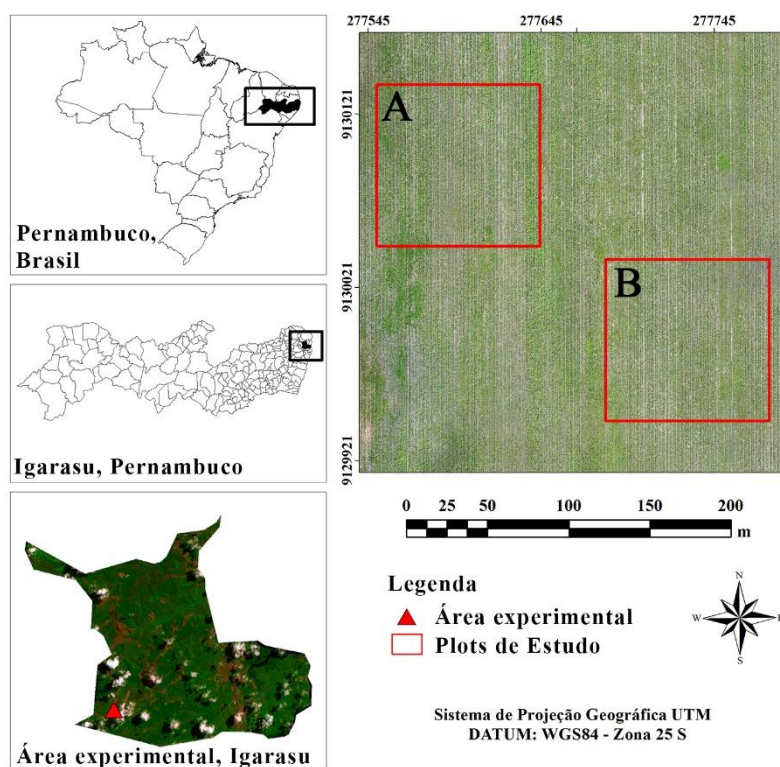 Pernambuco,
Brasil
Igarasu, Pernambuco
Área experimental, Igarasu
277545 277645 277745
9130121
9130021
9129921
A
B
0 25 50 100 150 200
m
Legenda
Área experimental
Plots de Estudo
N
W E
S
Sistema de Projeção Geográfica UTM
DATUM: WGS84 - Zona 25 S